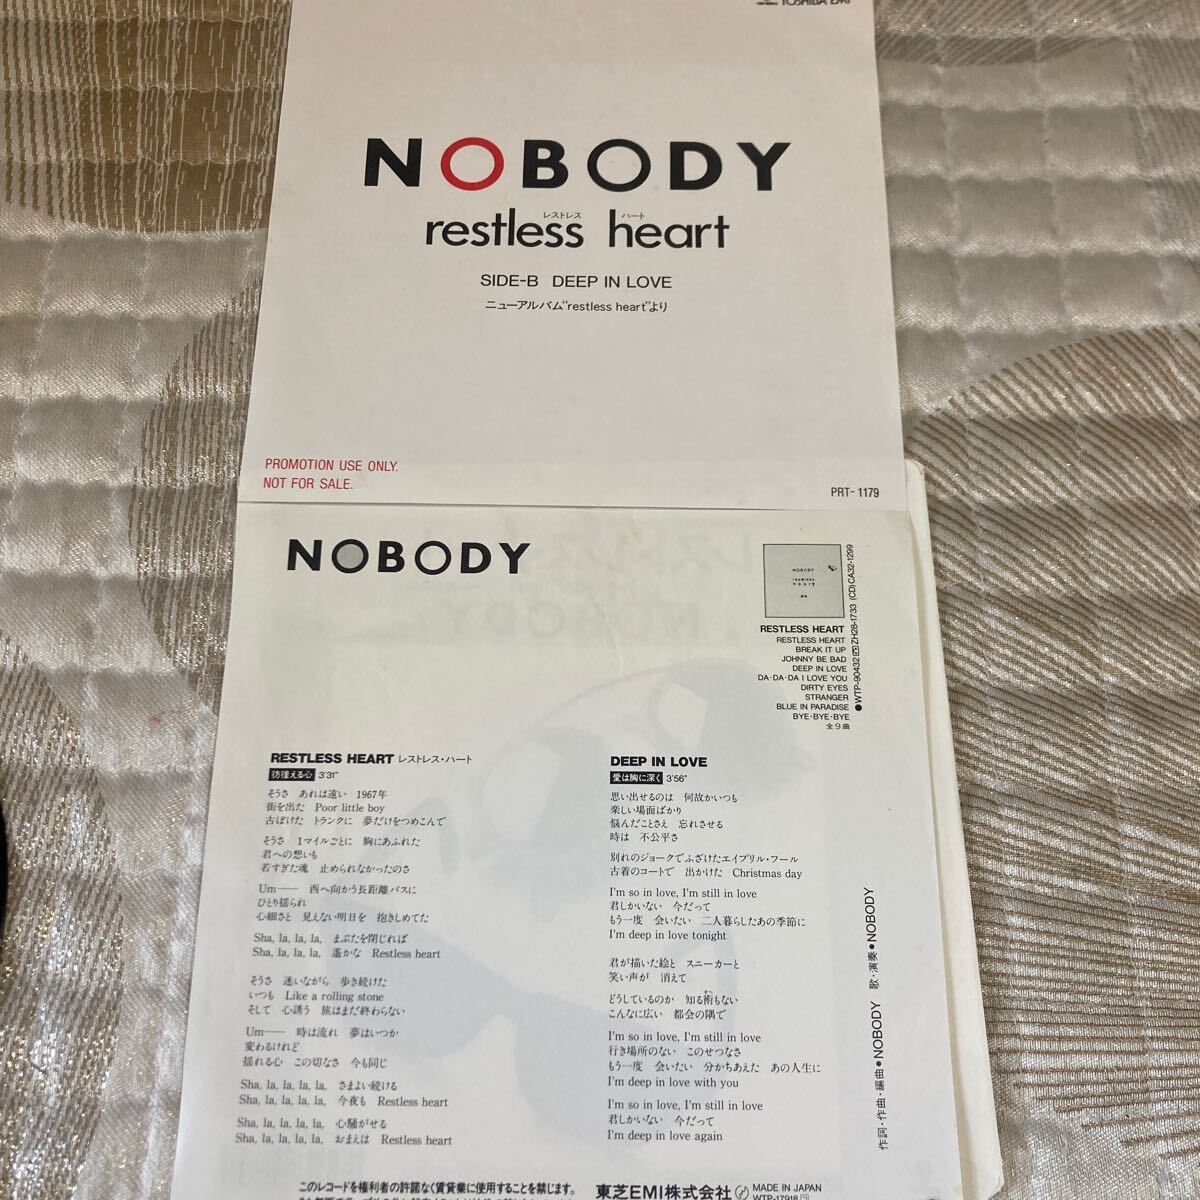 TOSHIBA EMI
NOBODY
レストレス ハート
restless heart
SIDE-B DEEP IN LOVE
ニューアルバム“restless heart”より
PROMOTION USE ONLY.
NOT FOR SALE.
PRT-1179
NOBODY
NOBODY
restless
heart
RESTLESS HEART
RESTLESS HEART
BREAK IT UP
JOHNNY BE BAD
DEEP IN LOVE
DA・DA・DA I LOVE YOU
DIRTY EYES
STRANGER
BLUE IN PARADISE
BYE・BYE・BYE
全9曲
●WTP-90432 ZH28-1733 (CD)CA32-1299
RESTLESS HEART レストレス・ハート
彷徨える心 3'31"
そうさ あれは遠い 1967年
街を出た Poor little boy
古ぼけた トランクに 夢だけをつめこんで
そうさ 1マイルごとに 胸にあふれた
君への想いも
若すぎた魂 止められなかったのさ
Um―― 西へ向かう長距離バスに
ひとり揺られ
心細さと 見えない明日を 抱きしめてた
Sha, la, la, la, まぶたを閉じれば
Sha, la, la, la, 遙かな Restless heart
そうさ 迷いながら 歩き続けた
いつも Like a rolling stone
そして 心誘う 旅はまだ終わらない
Um―― 時は流れ 夢はいつか
変わるけれど
揺れる心 この切なさ 今も同じ
Sha, la, la, la, la, さまよい続ける
Sha, la, la, la, la, 今夜も Restless heart
Sha, la, la, la, la, 心騒がせる
Sha, la, la, la, la, おまえは Restless heart
DEEP IN LOVE
愛は胸に深く 3'56"
思い出せるのは 何故かいつも
楽しい場面ばかり
悩んだことさえ 忘れさせる
時は 不公平さ
別れのジョークでふざけたエイプリル・フール
古着のコートで 出かけた Christmas day
I'm so in love, I'm still in love
君しかいない 今だって
もう一度 会いたい 二人暮らしたあの季節に
I'm deep in love tonight
君が描いた絵と スニーカーと
笑い声が 消えて
どうしているのか 知る術もない
こんなに広い 都会の隅で
I'm so in love, I'm still in love
行き場所のない このせつなさ
もう一度 会いたい 分かちあえた あの人生に
I'm deep in love with you
I'm so in love, I'm still in love
君しかいない 今だって
I'm deep in love again
作詞・作曲・編曲●NOBODY 歌・演奏●NOBODY
このレコードを権利者の許諾なく賃貸業に使用することを禁じます。
東芝EMI株式会社 MADE IN JAPAN
WTP-17918